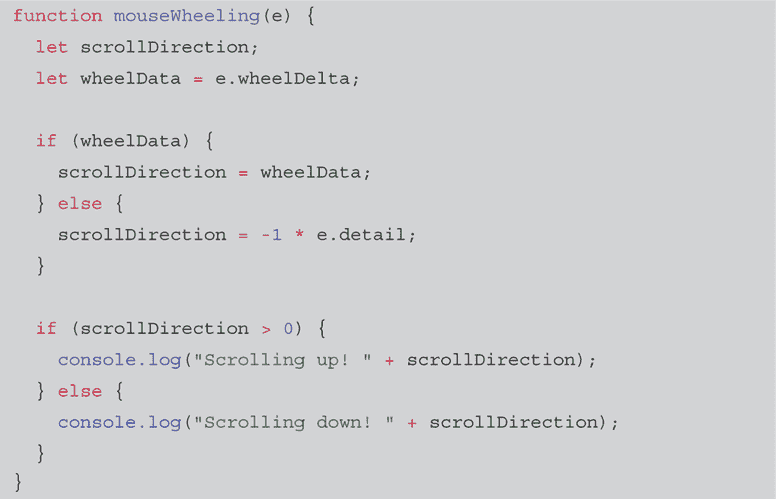 function mouseWheeling(e) {
  let scrollDirection;
  let wheelData = e.wheelDelta;

  if (wheelData) {
    scrollDirection = wheelData;
  } else {
    scrollDirection = -1 * e.detail;
  }

  if (scrollDirection > 0) {
    console.log("Scrolling up! " + scrollDirection);
  } else {
    console.log("Scrolling down! " + scrollDirection);
  }
}